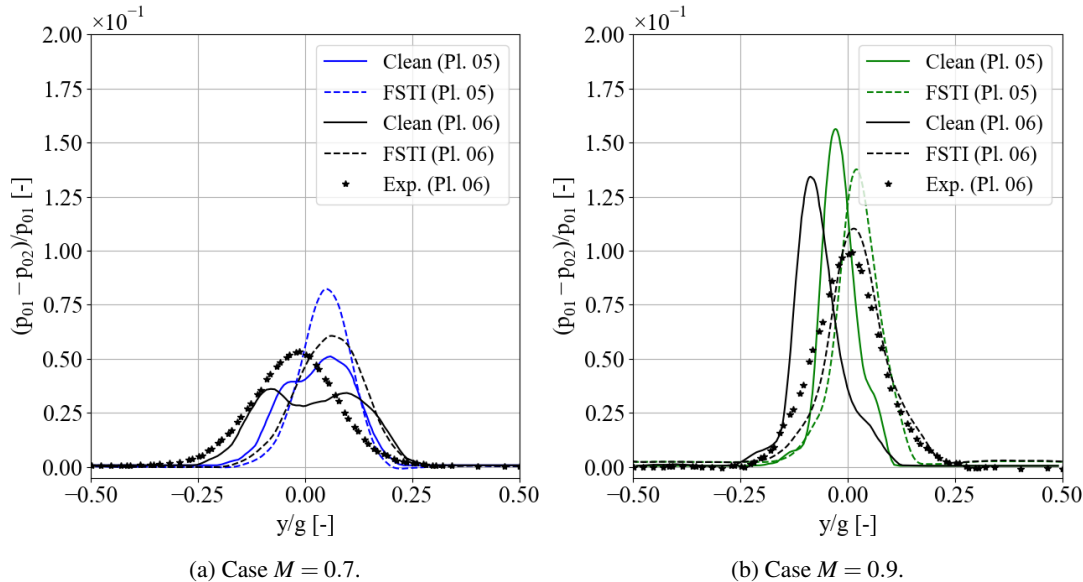 ×10⁻¹
2.00
1.75
1.50
1.25
1.00
0.75
0.50
0.25
0.00
(p₀₁ − p₀₂)/p₀₁ [-]
Clean (Pl. 05)
FSTI (Pl. 05)
Clean (Pl. 06)
FSTI (Pl. 06)
Exp. (Pl. 06)
−0.50 −0.25 0.00 0.25 0.50
y/g [-]
(a) Case M = 0.7.
×10⁻¹
2.00
1.75
1.50
1.25
1.00
0.75
0.50
0.25
0.00
(p₀₁ − p₀₂)/p₀₁ [-]
Clean (Pl. 05)
FSTI (Pl. 05)
Clean (Pl. 06)
FSTI (Pl. 06)
Exp. (Pl. 06)
−0.50 −0.25 0.00 0.25 0.50
y/g [-]
(b) Case M = 0.9.